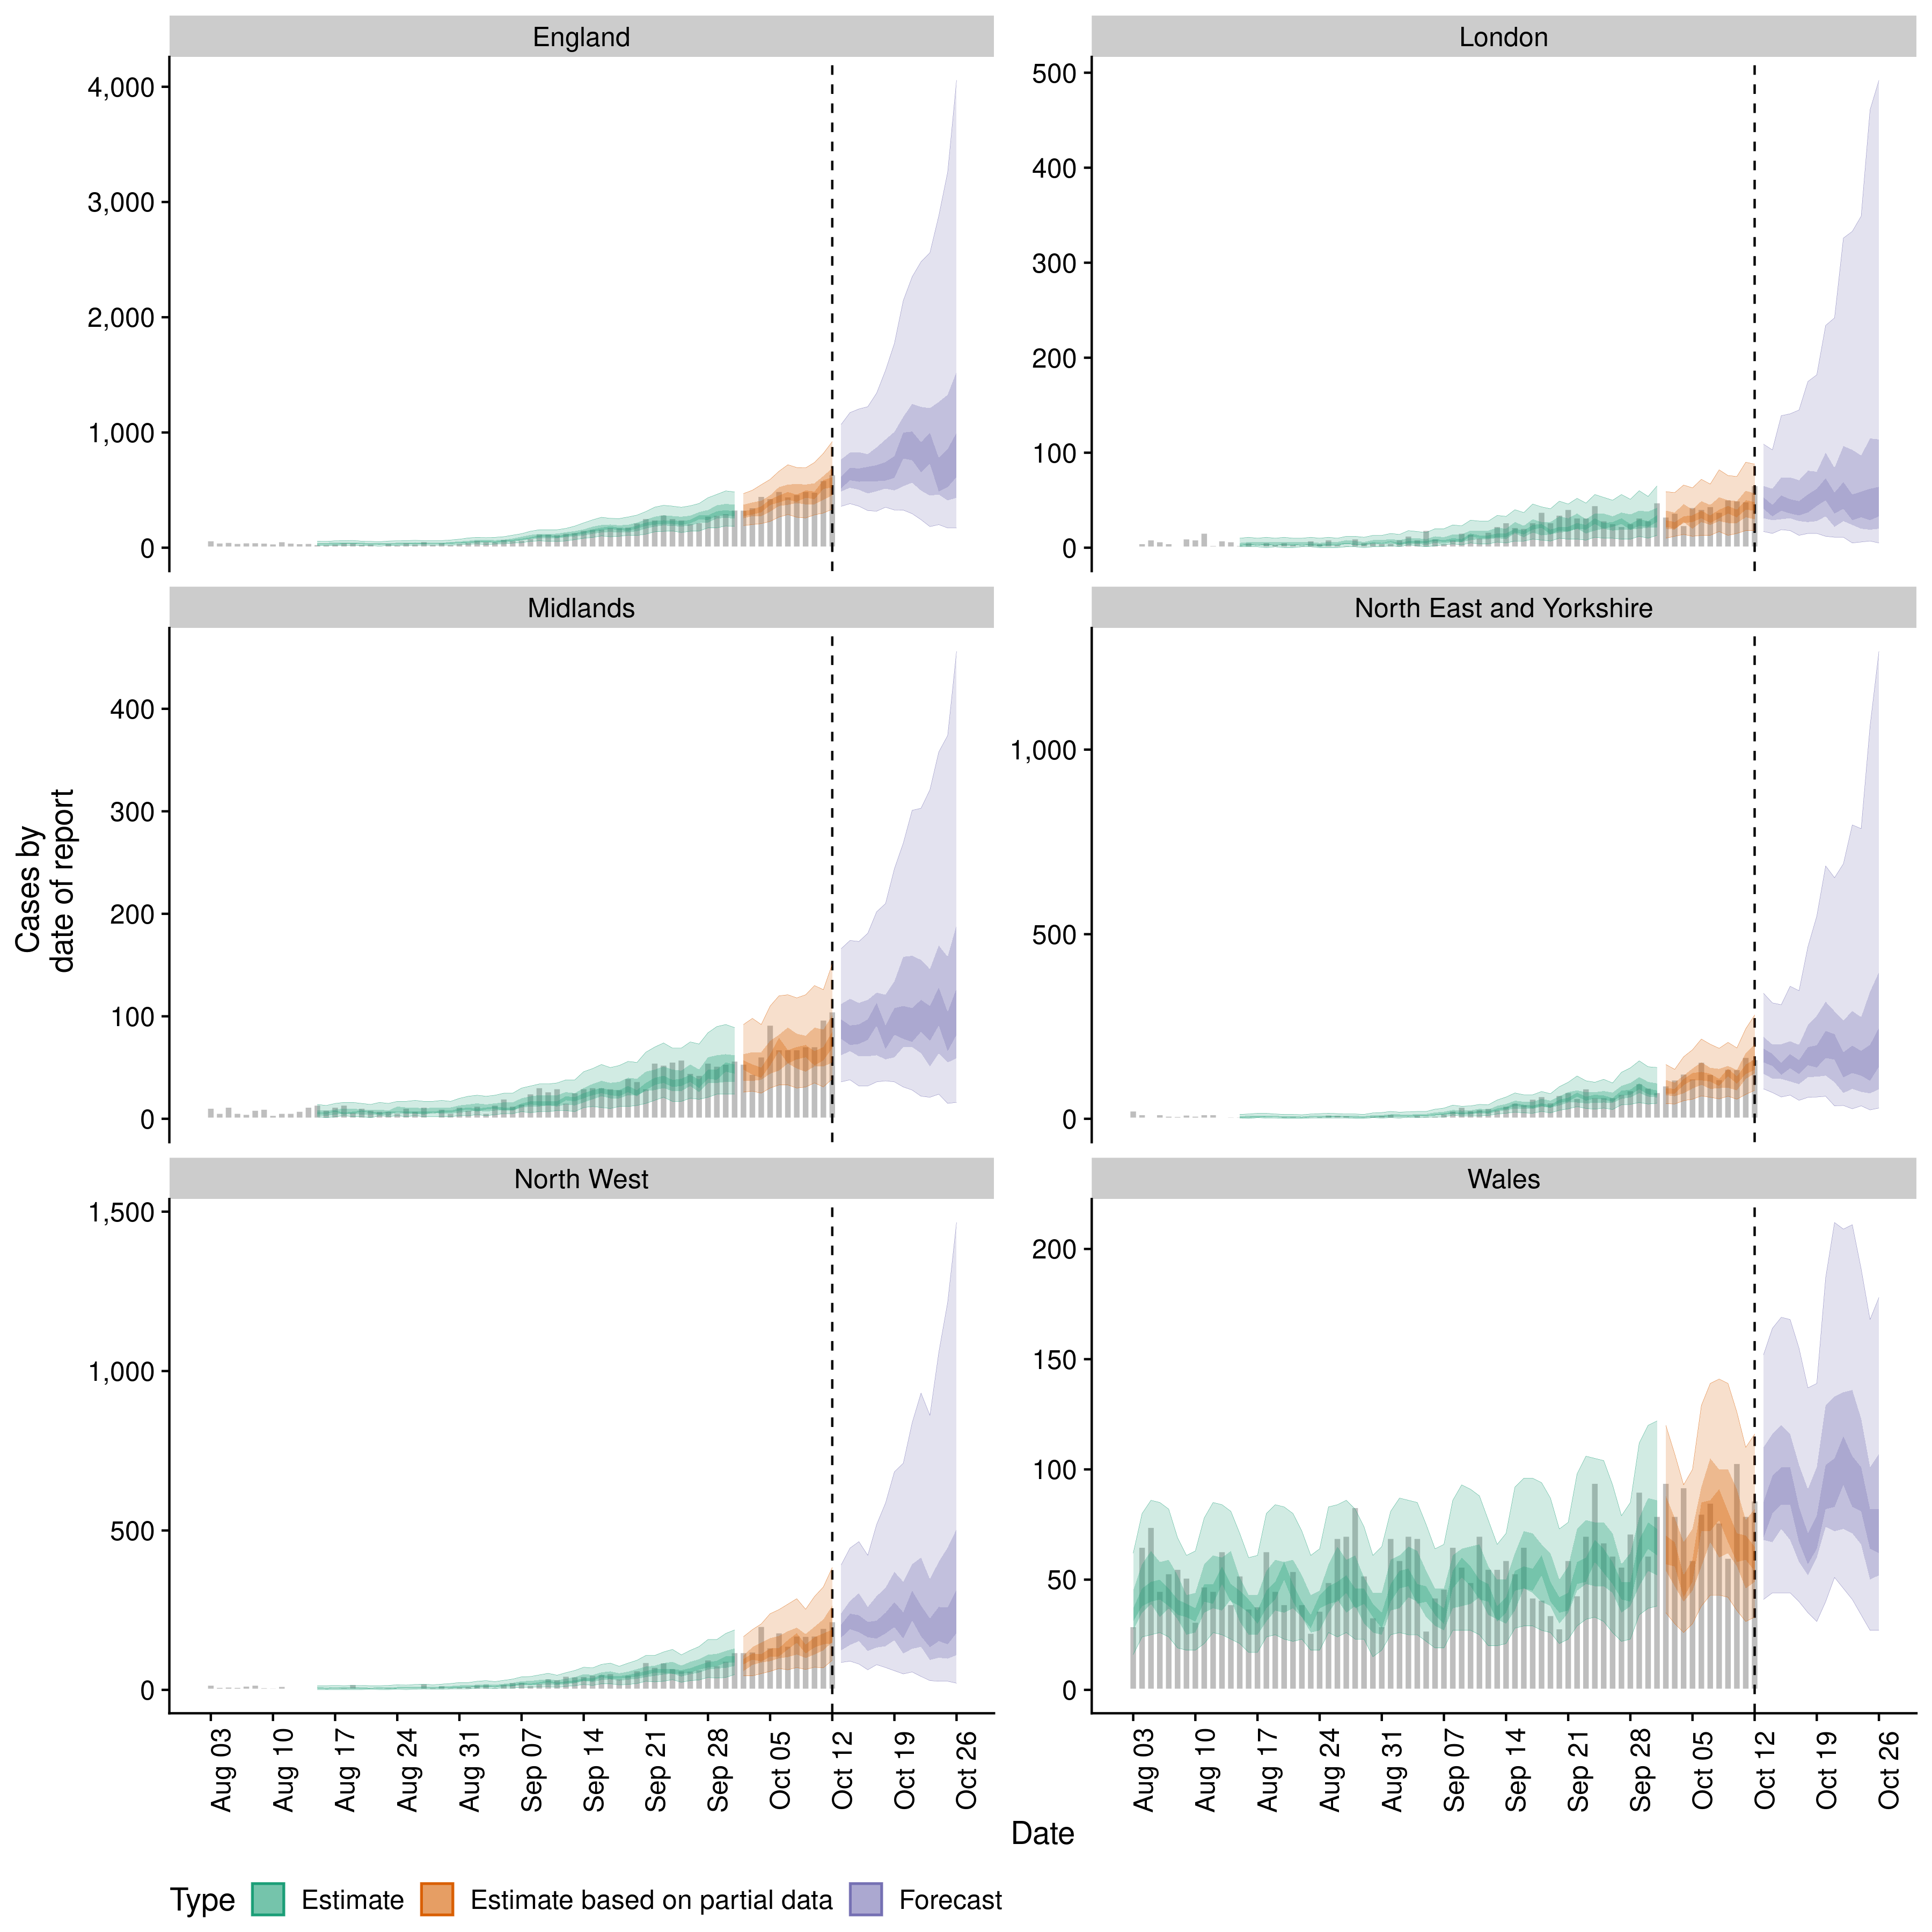 England
London
4,000
3,000
2,000
1,000
0
500
400
300
200
100
0
Midlands
North East and Yorkshire
400
300
200
100
0
1,000
500
0
Cases by
date of report
North West
Wales
1,500
1,000
500
0
200
150
100
50
0
Aug 03
Aug 10
Aug 17
Aug 24
Aug 31
Sep 07
Sep 14
Sep 21
Sep 28
Oct 05
Oct 12
Oct 19
Oct 26
Aug 03
Aug 10
Aug 17
Aug 24
Aug 31
Sep 07
Sep 14
Sep 21
Sep 28
Oct 05
Oct 12
Oct 19
Oct 26
Date
Type Estimate Estimate based on partial data Forecast